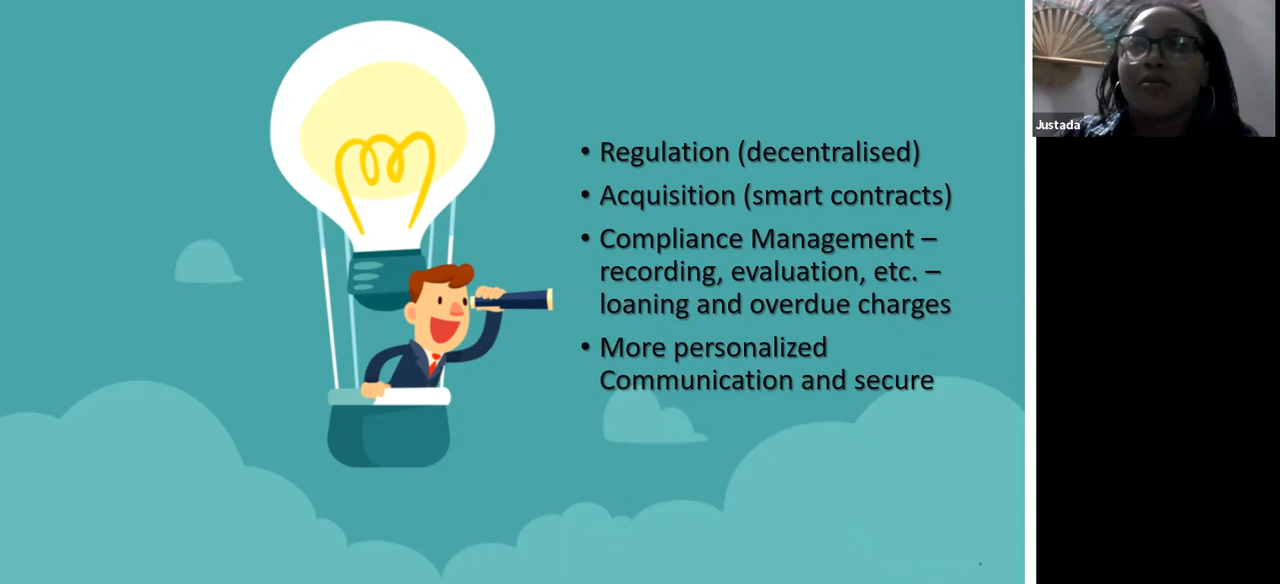 • Regulation (decentralised)
• Acquisition (smart contracts)
• Compliance Management –
recording, evaluation, etc. –
loaning and overdue charges
• More personalized
Communication and secure
Justada